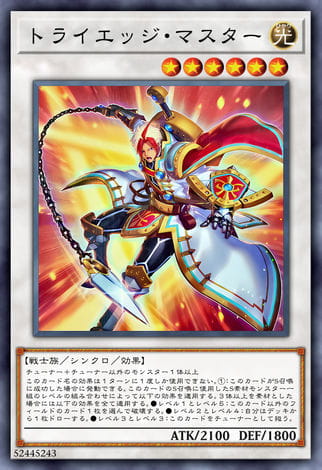 トライエッジ・マスター
光
【戦士族／シンクロ／効果】
チューナー＋チューナー以外のモンスター１体以上
このカード名の効果は１ターンに１度しか使用できない。①：このカードがS召喚
に成功した場合に発動できる。このカードのS召喚に使用したS素材モンスター一
組のレベルの組み合わせによって以下の効果を適用する。３体以上を素材とした
場合には以下の効果を全て適用する。●レベル１とレベル５：このカード以外のフ
ィールドのカード１枚を選んで破壊する。●レベル２とレベル４：自分はデッキか
ら１枚ドローする。●レベル３とレベル３：このカードをチューナーとして扱う。
ATK/2100 DEF/1800
52445243